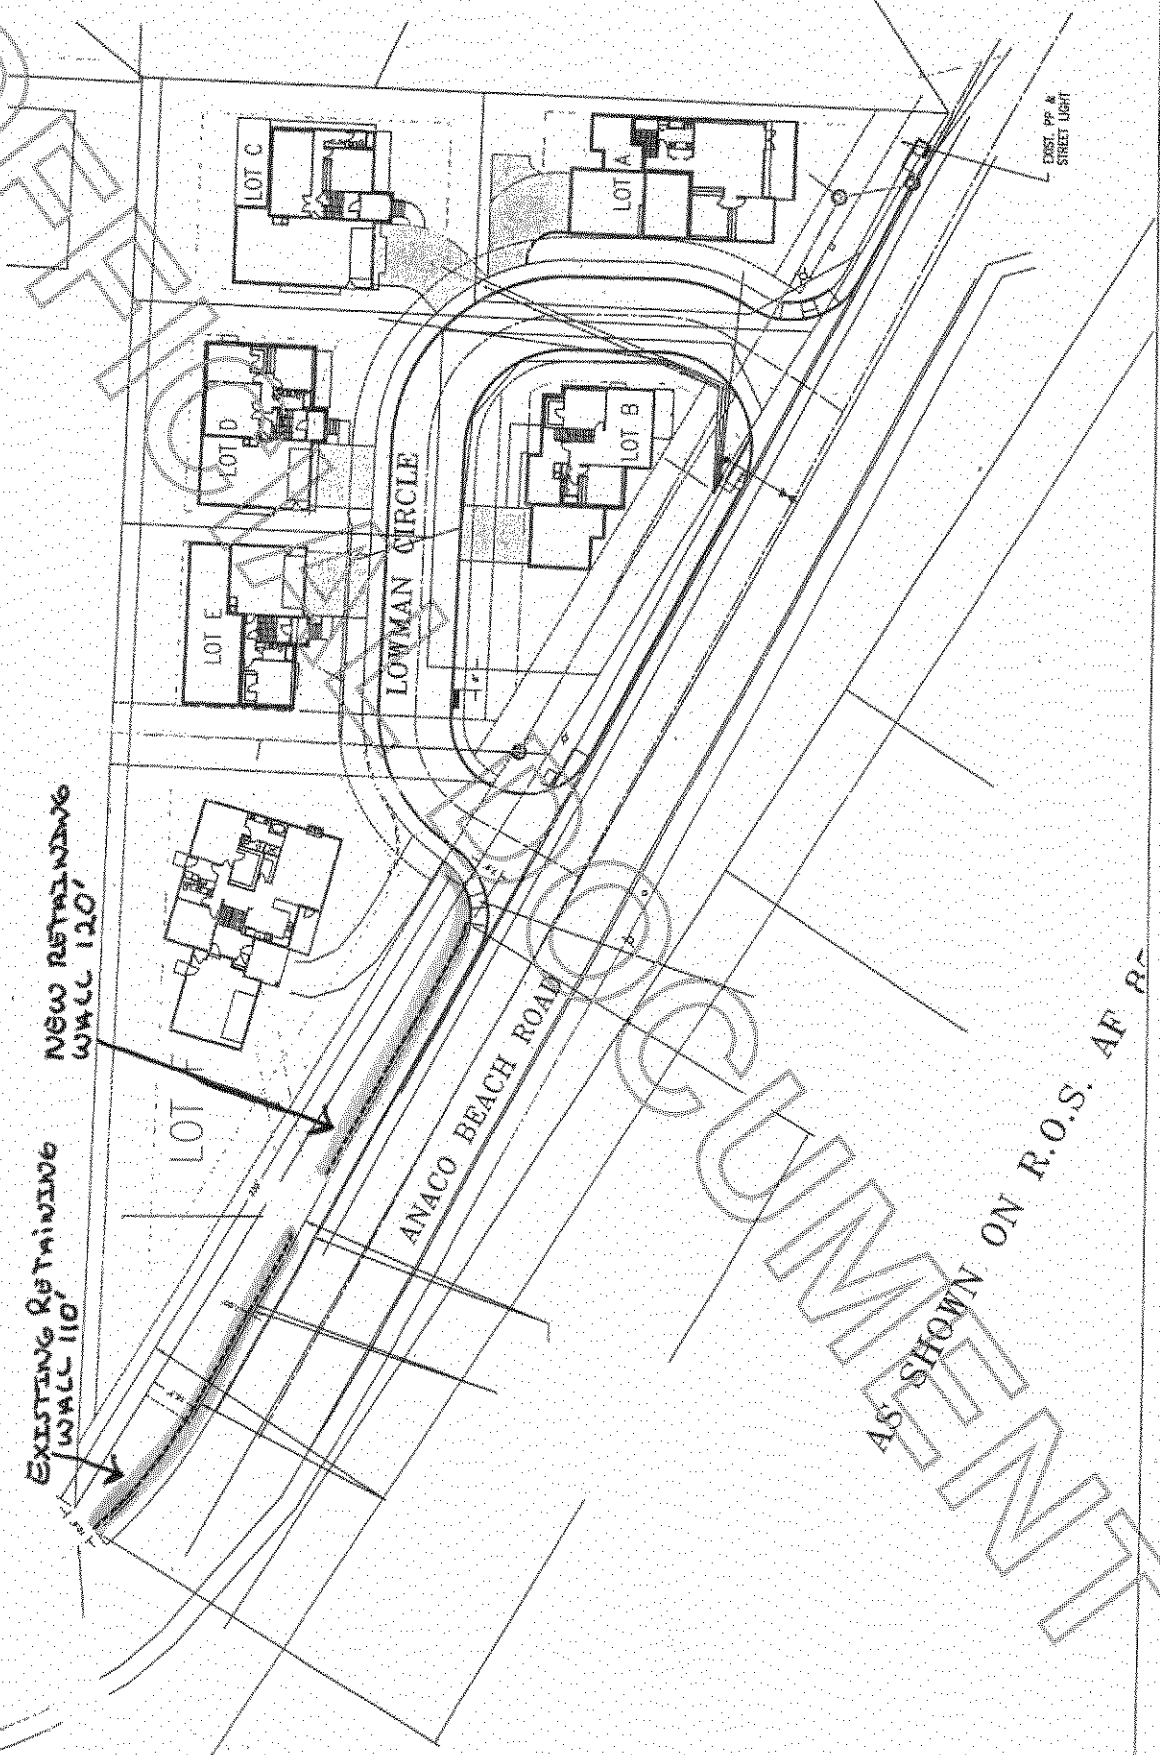 EXIST. PP &
STREET LIGHT
LOT C
LOT A
LOT D
LOT B
LOT E
LOWMAN CIRCLE
NEW RETAINING
WALL 120'
LOT F
EXISTING RETAINING
WALL 110'
ANACO BEACH ROAD
AS SHOWN ON R.O.S. AF
UNOFFICIAL DOCUMENT